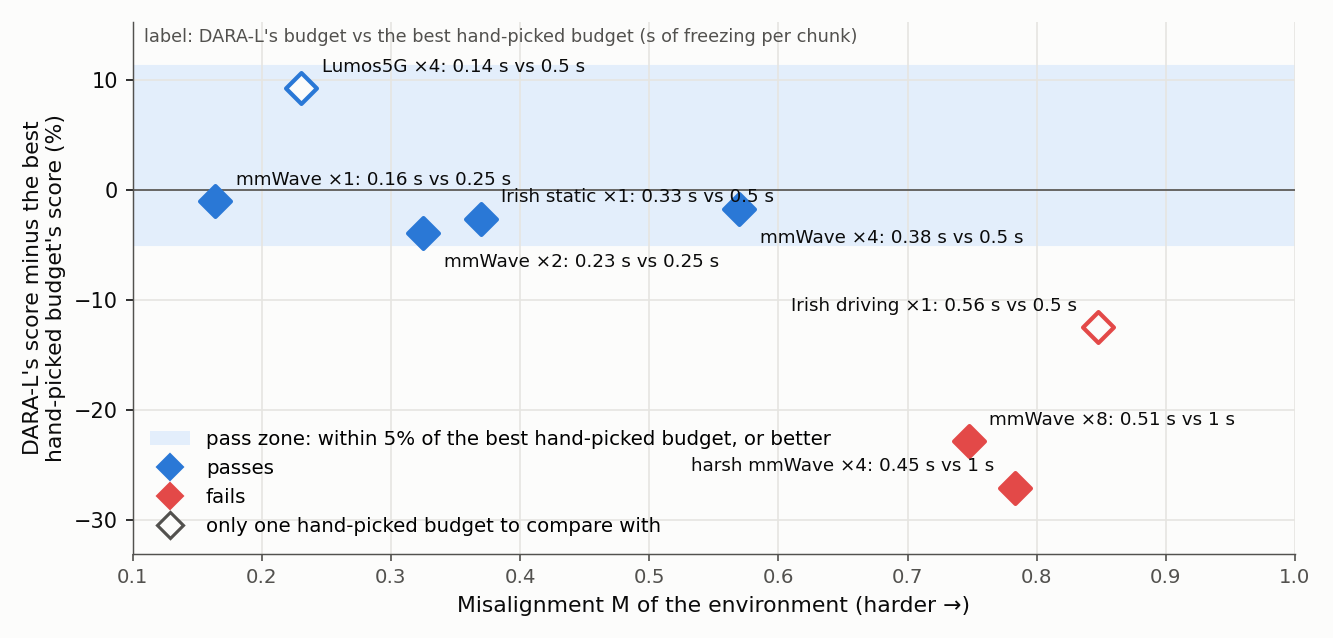 label: DARA-L's budget vs the best hand-picked budget (s of freezing per chunk)
Lumos5G ×4: 0.14 s vs 0.5 s
mmWave ×1: 0.16 s vs 0.25 s
Irish static ×1: 0.33 s vs 0.5 s
mmWave ×4: 0.38 s vs 0.5 s
mmWave ×2: 0.23 s vs 0.25 s
Irish driving ×1: 0.56 s vs 0.5 s
mmWave ×8: 0.51 s vs 1 s
harsh mmWave ×4: 0.45 s vs 1 s
pass zone: within 5% of the best hand-picked budget, or better
passes
fails
only one hand-picked budget to compare with
DARA-L's score minus the best
hand-picked budget's score (%)
10
0
−10
−20
−30
0.1 0.2 0.3 0.4 0.5 0.6 0.7 0.8 0.9 1.0
Misalignment M of the environment (harder →)